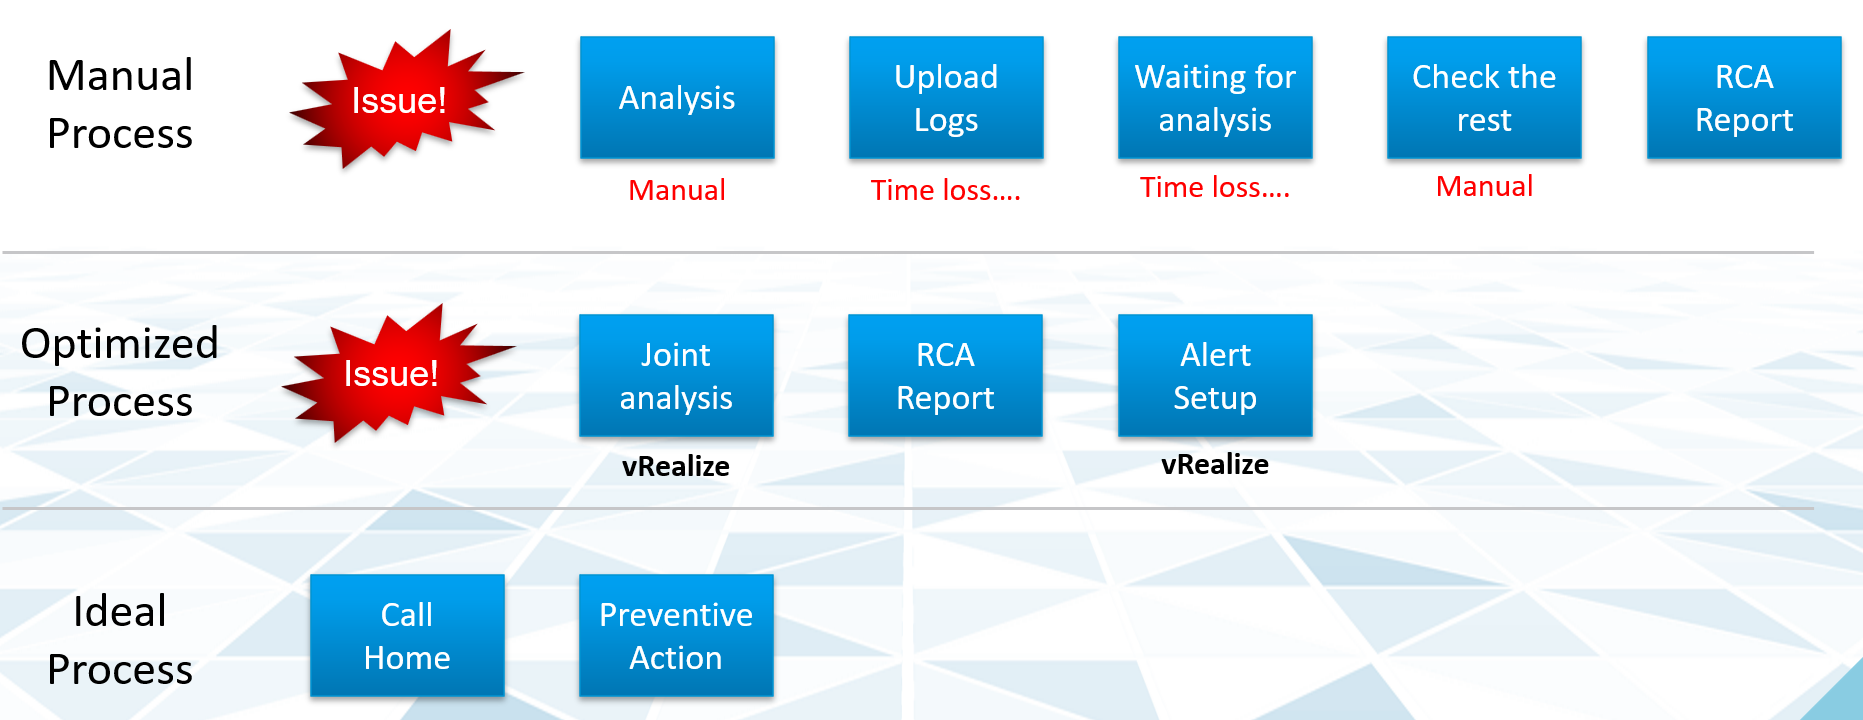 Manual
Process
Issue!
Analysis
Upload
Logs
Waiting for
analysis
Check the
rest
RCA
Report
Manual
Time loss....
Time loss....
Manual
Optimized
Process
Issue!
Joint
analysis
RCA
Report
Alert
Setup
vRealize
vRealize
Ideal
Process
Call
Home
Preventive
Action